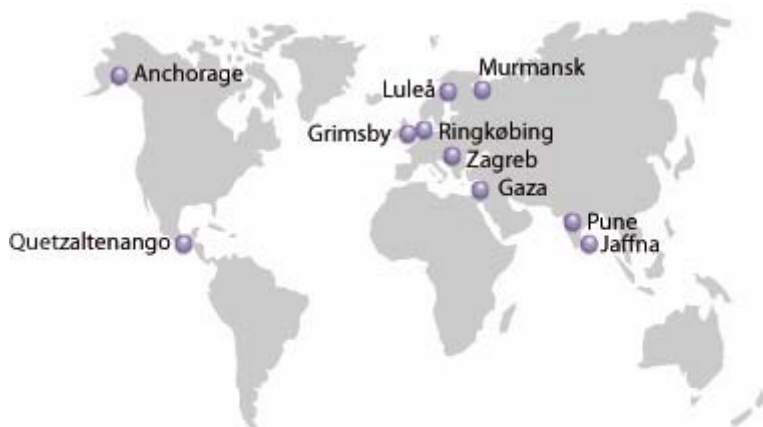 Anchorage
Murmansk
Luleå
Grimsby
Ringkøbing
Zagreb
Gaza
Pune
Quetzaltenango
Jaffna